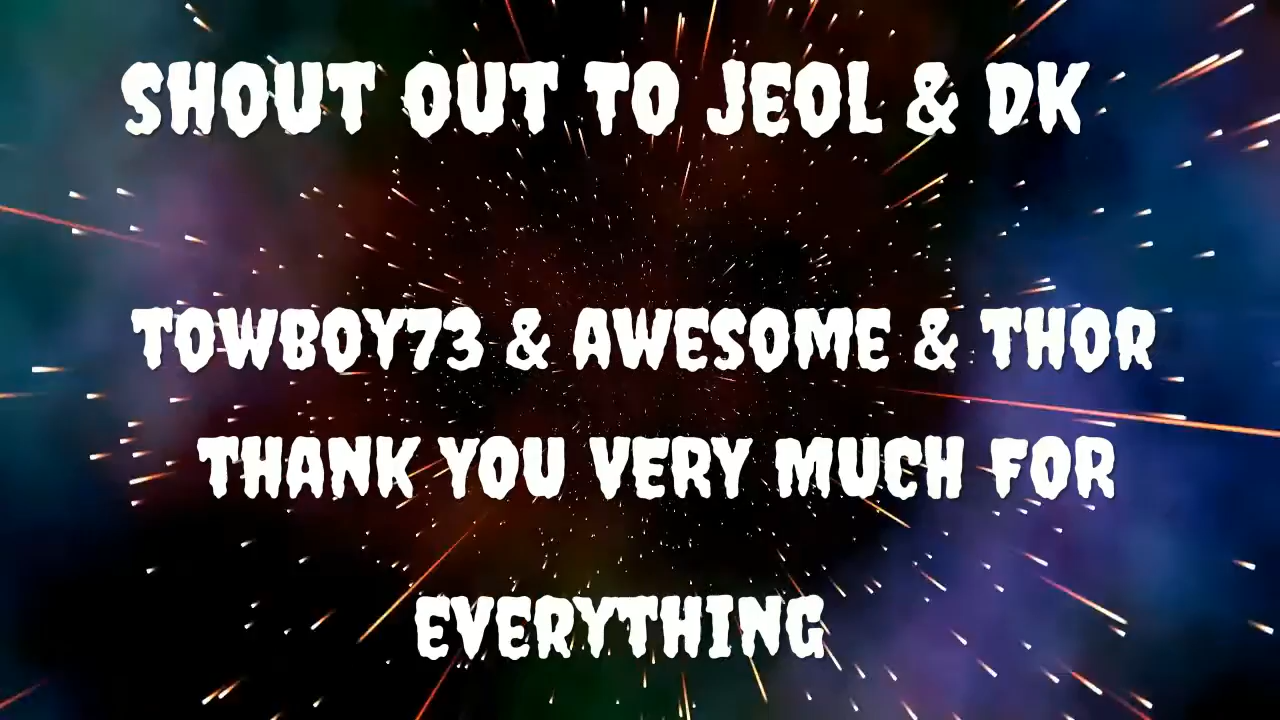 SHOUT OUT TO JEOL & DK
TOWBOY73 & AWESOME & THOR
THANK YOU VERY MUCH FOR
EVERYTHING